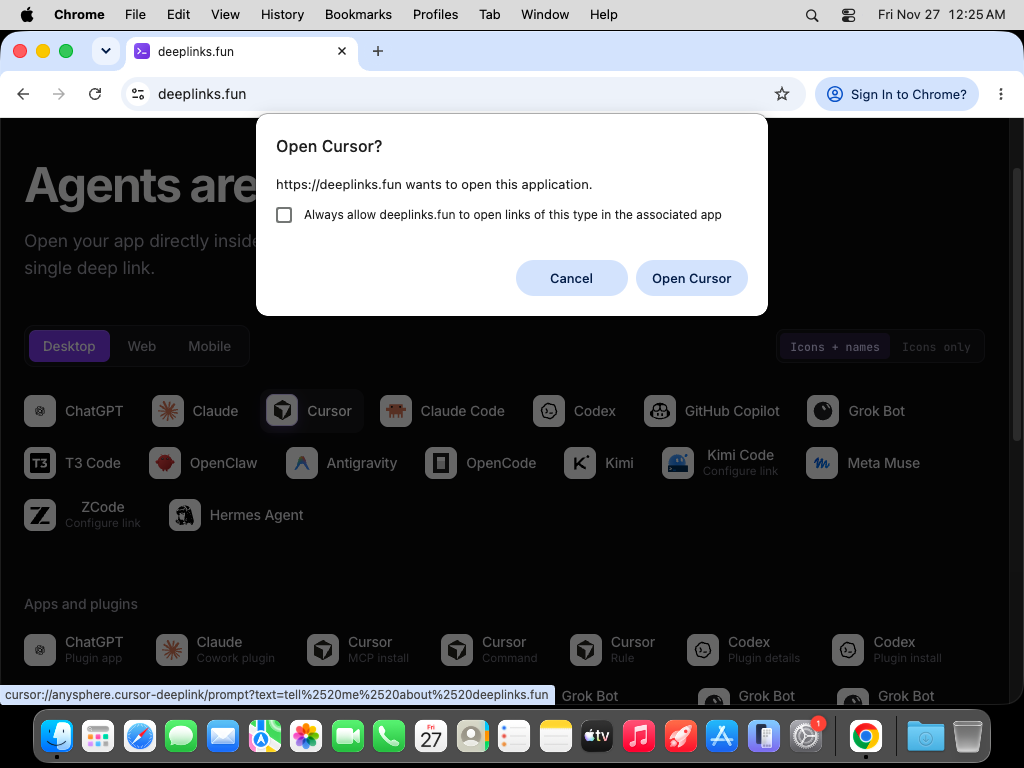 Chrome File Edit View History Bookmarks Profiles Tab Window Help Fri Nov 27 12:25 AM
deeplinks.fun
deeplinks.fun
Sign In to Chrome?
Open Cursor?
https://deeplinks.fun wants to open this application.
Always allow deeplinks.fun to open links of this type in the associated app
Cancel Open Cursor
Agents are
Open your app directly inside
single deep link.
Desktop Web Mobile Icons + names Icons only
ChatGPT Claude Cursor Claude Code Codex GitHub Copilot Grok Bot
T3 T3 Code OpenClaw Antigravity OpenCode Kimi Kimi Code Meta Muse
Configure link
ZCode Hermes Agent
Configure link
Apps and plugins
ChatGPT Claude Cursor Cursor Cursor Codex Codex
Plugin app Cowork plugin MCP install Command Rule Plugin details Plugin install
Grok Bot Grok Bot Grok Bot
cursor://anysphere.cursor-deeplink/prompt?text=tell%2520me%2520about%2520deeplinks.fun
Fri
27
tv
1